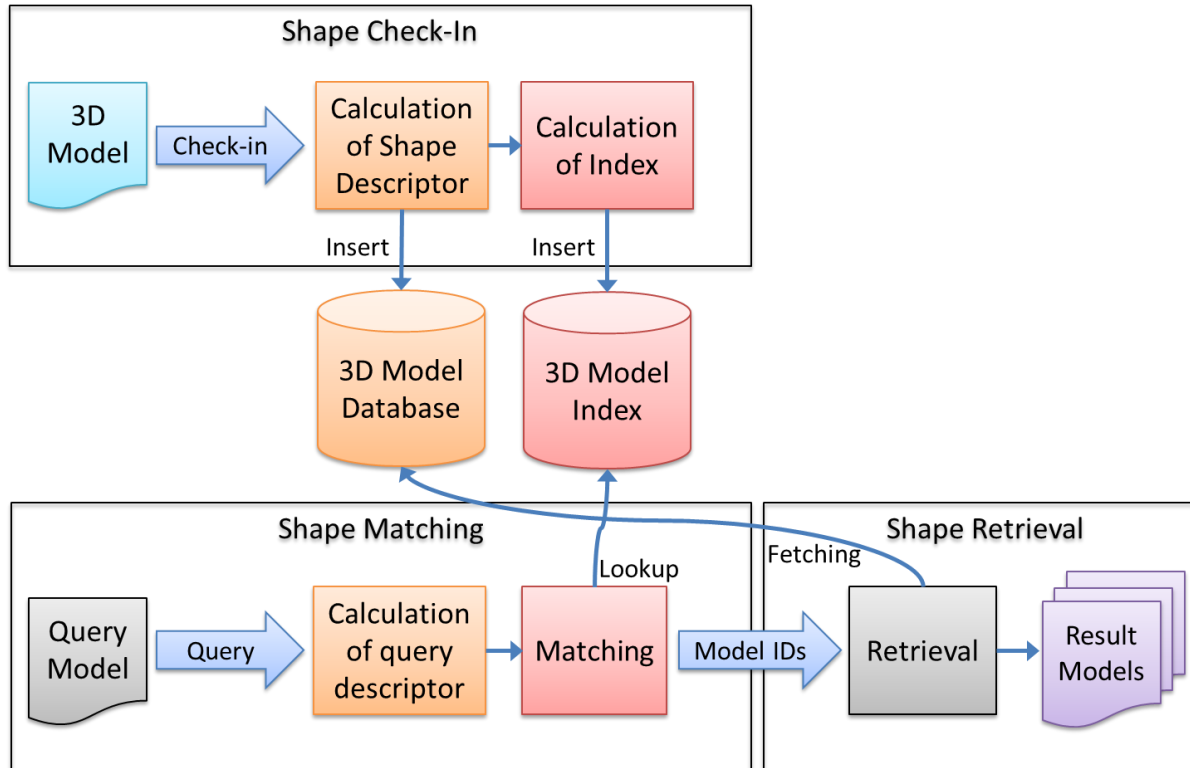 Shape Check-In
3D
Model
Check-in
Calculation
of Shape
Descriptor
Calculation
of Index
Insert
Insert
3D Model
Database
3D Model
Index
Shape Matching
Query
Model
Query
Calculation
of query
descriptor
Matching
Lookup
Model IDs
Shape Retrieval
Fetching
Retrieval
Result
Models